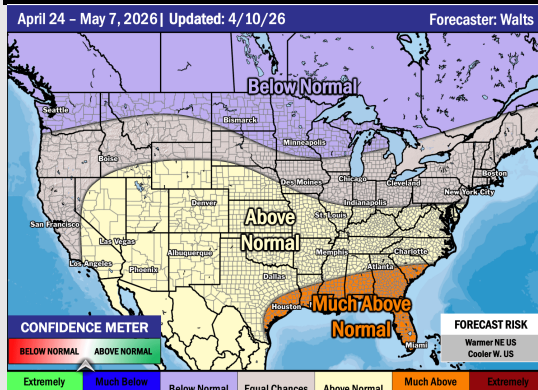 April 24 – May 7, 2026| Updated: 4/10/26
Forecaster: Walts
Below Normal
Seattle
Bismarck
Minneapolis
Boise
Boston
Chicago
Cleveland
Des Moines
New York City
Denver
Indianapolis
St. Louis
Above
Normal
San Francisco
Las Vegas
Los Angeles
Albuquerque
Memphis
Charlotte
Phoenix
Dallas
Atlanta
Houston
Much Above
Normal
Miami
CONFIDENCE METER
BELOW NORMAL
ABOVE NORMAL
FORECAST RISK
Warmer NE US
Cooler W. US
Extremely
Much Below
Below Normal
Equal Chances
Above Normal
Much Above
Extremely